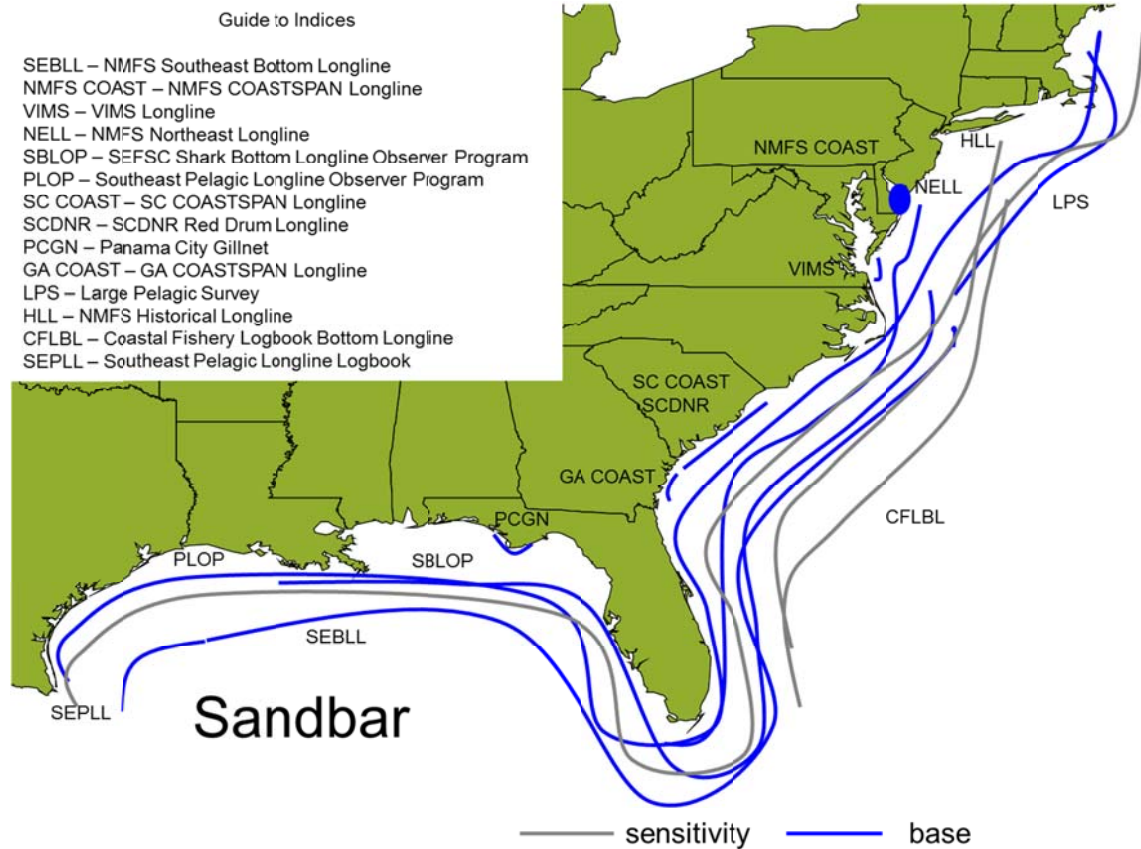 Guide to Indices
SEBLL – NMFS Southeast Bottom Longline
NMFS COAST – NMFS COASTSPAN Longline
VIMS – VIMS Longline
NELL – NMFS Northeast Longline
SBLOP – SEFSC Shark Bottom Longline Observer Program
PLOP – Southeast Pelagic Longline Observer Program
SC COAST – SC COASTSPAN Longline
SCDNR – SCDNR Red Drum Longline
PCGN – Panama City Gillnet
GA COAST – GA COASTSPAN Longline
LPS – Large Pelagic Survey
HLL – NMFS Historical Longline
CFLBL – Coastal Fishery Logbook Bottom Longline
SEPLL – Southeast Pelagic Longline Logbook
NMFS COAST
HLL
NELL
LPS
VIMS
SC COAST
SCDNR
GA COAST
PCGN
CFLBL
PLOP
SBLOP
SEBLL
SEPLL
Sandbar
sensitivity
base